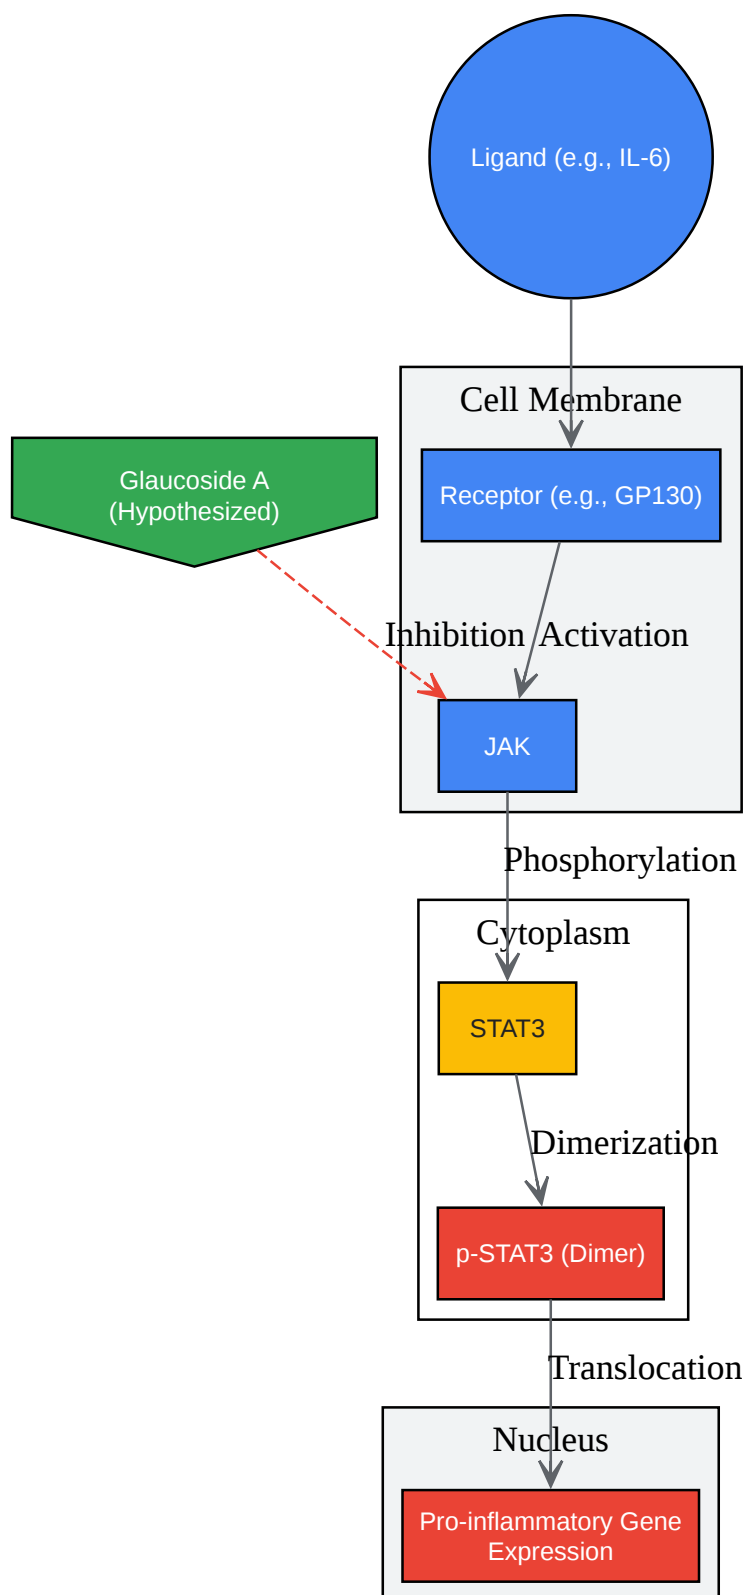 Ligand (e.g., IL-6)
Cell Membrane
Receptor (e.g., GP130)
Glaucoside A
(Hypothesized)
Inhibition
Activation
JAK
Phosphorylation
Cytoplasm
STAT3
Dimerization
p-STAT3 (Dimer)
Translocation
Nucleus
Pro-inflammatory Gene
Expression